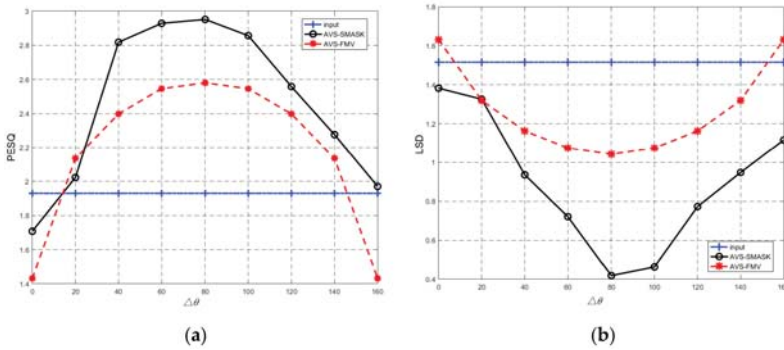 3
2.8
2.6
2.4
2.2
2
1.8
1.6
1.4
PESQ
input
AVS-SMASK
AVS-FMV
0 20 40 60 80 100 120 140 160
△θ
(a)
1.8
1.6
1.4
1.2
1
0.8
0.6
0.4
LSD
input
AVS-SMASK
AVS-FMV
0 20 40 60 80 100 120 140 160
△θ
(b)